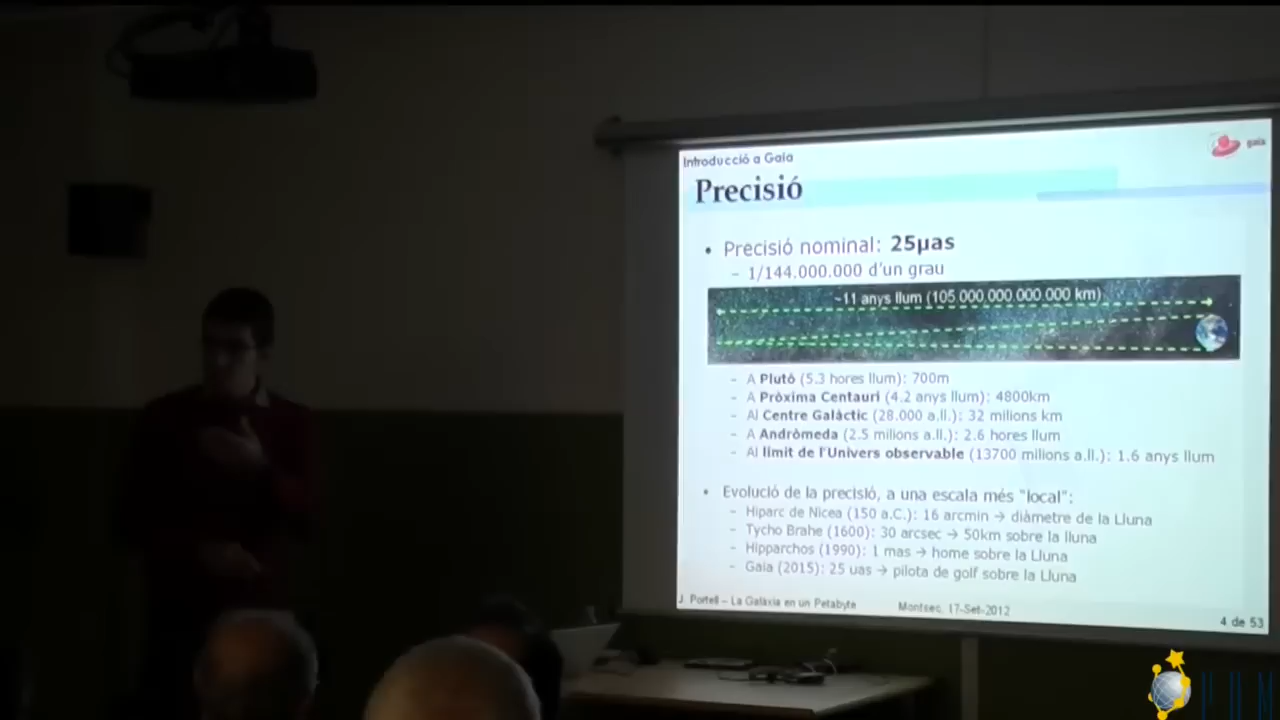 Introducció a Gaia
gaia
Precisió
• Precisió nominal: 25µas
– 1/144.000.000 d'un grau
~11 anys llum (105 000 000 000 000 km)
– A Plutó (5.3 hores llum): 700m
– A Pròxima Centauri (4.2 anys llum): 4800km
– Al Centre Galàctic (28.000 a.ll.): 32 milions km
– A Andròmeda (2.5 milions a.ll.): 2.6 hores llum
– Al límit de l'Univers observable (13700 milions a.ll.): 1.6 anys llum
• Evolució de la precisió, a una escala més "local":
– Hiparc de Nicea (150 a.C.): 16 arcmin → diàmetre de la Lluna
– Tycho Brahe (1600): 30 arcsec → 50km sobre la lluna
– Hipparchos (1990): 1 mas → home sobre la Lluna
– Gaia (2015): 25 uas → pilota de golf sobre la Lluna
J. Portell – La Galàxia en un Petabyte
Montsec, 17-Set-2012
4 de 53